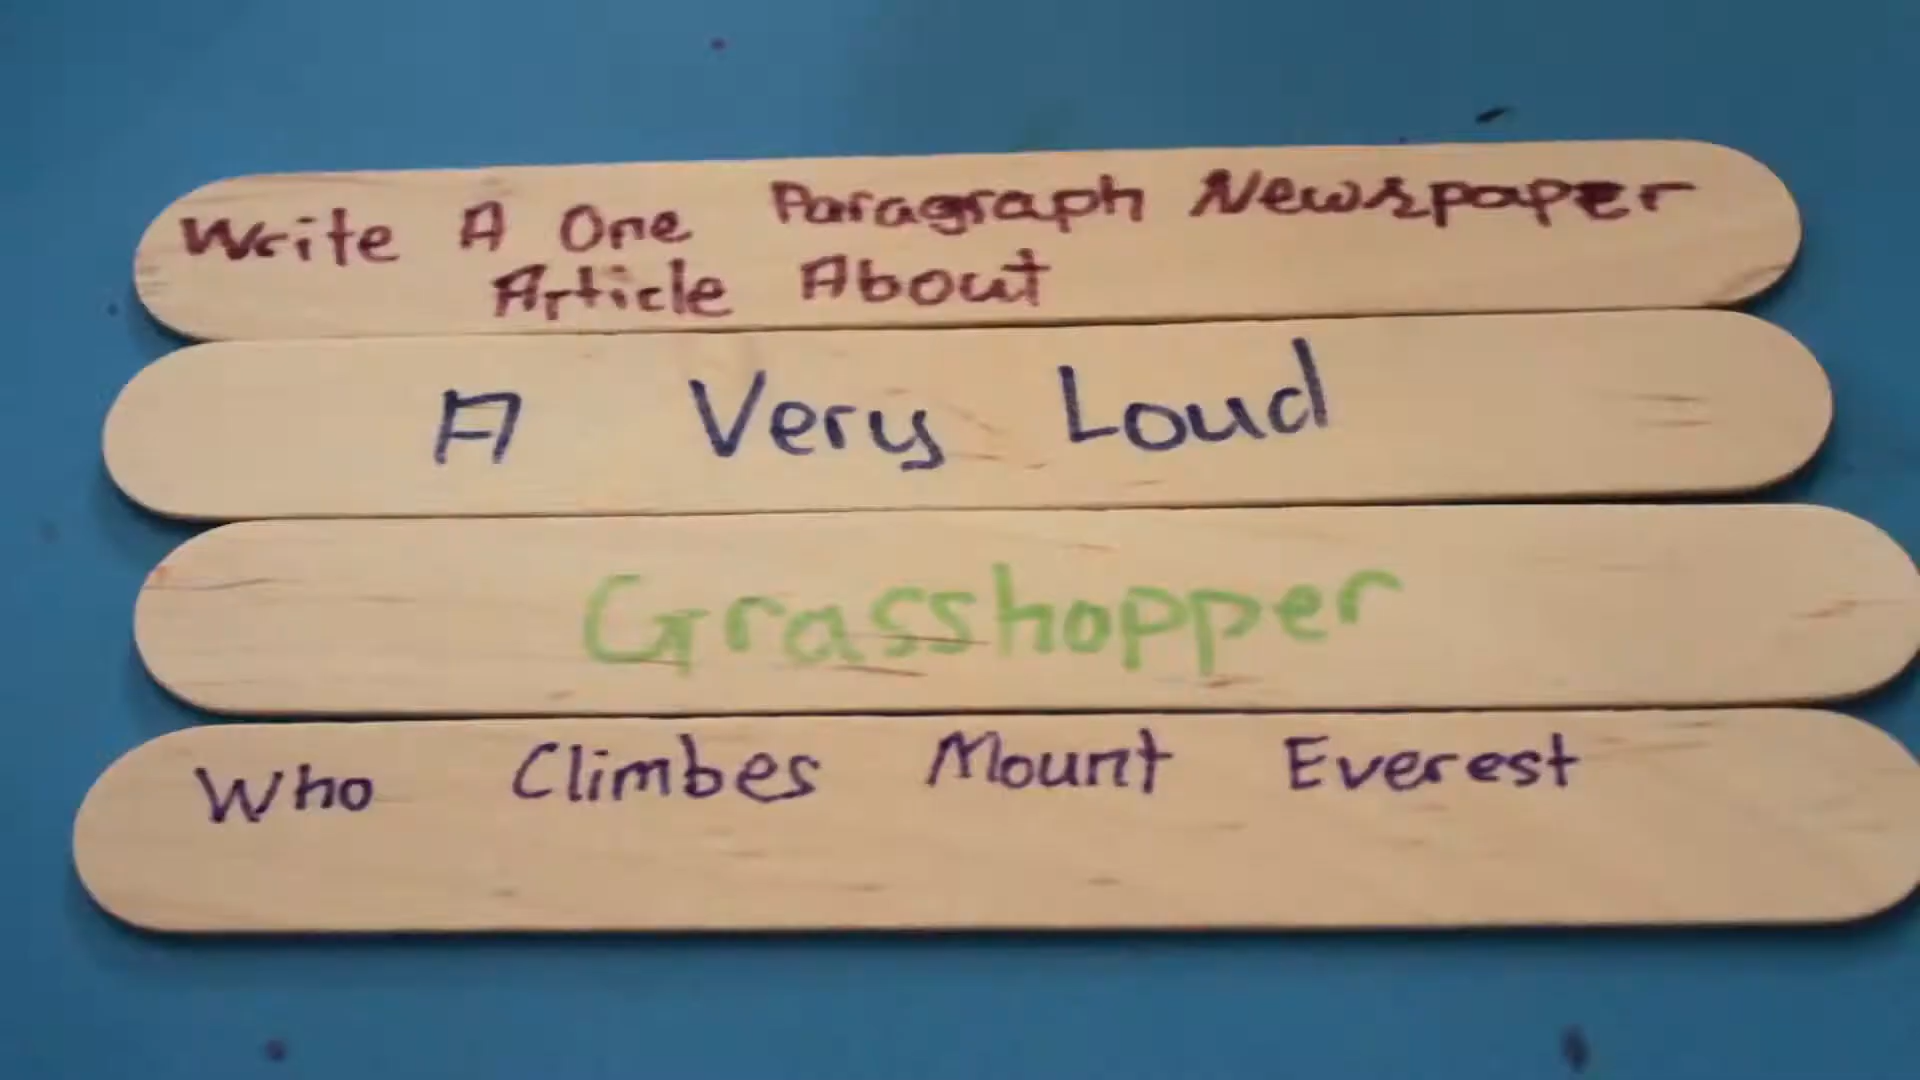 Write A One Paragraph Newspaper
Article About
A Very Loud
Grasshopper
Who Climbes Mount Everest